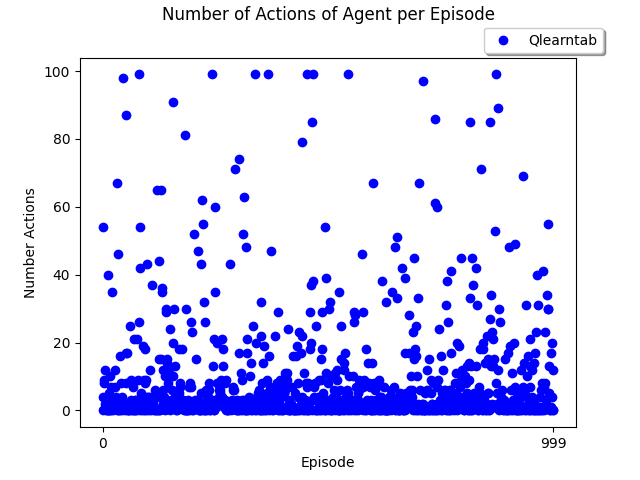 Number of Actions of Agent per Episode
Qlearntab
100
80
60
40
20
0
Number Actions
0
999
Episode